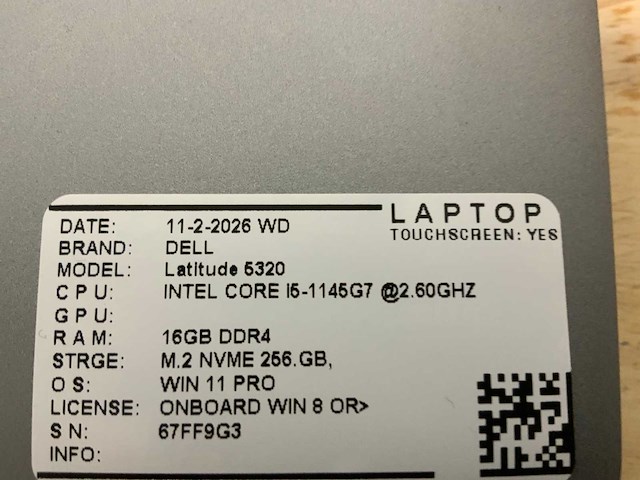 LAPTOP
TOUCHSCREEN: YES
DATE: 11-2-2026 WD
BRAND: DELL
MODEL: Latitude 5320
CPU: INTEL CORE I5-1145G7 @2.60GHZ
GPU:
RAM: 16GB DDR4
STRGE: M.2 NVME 256.GB,
OS: WIN 11 PRO
LICENSE: ONBOARD WIN 8 OR>
SN: 67FF9G3
INFO: